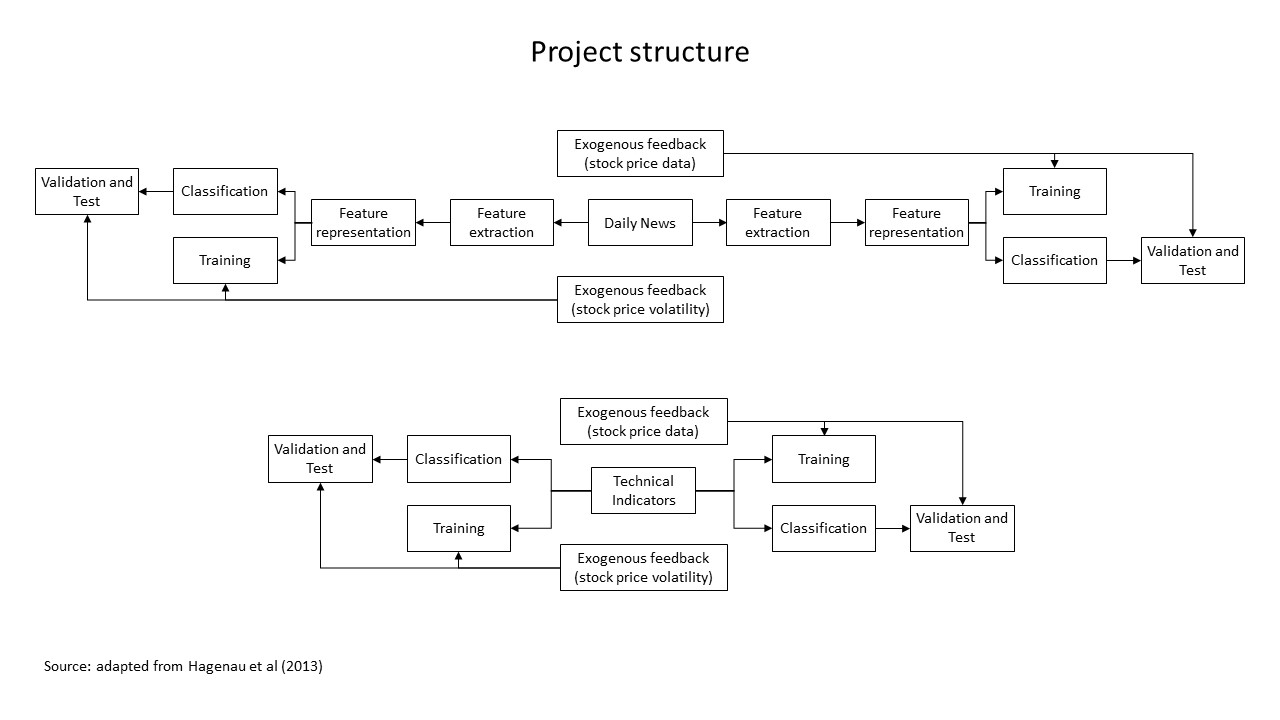 Project structure
Exogenous feedback
(stock price data)
Validation and
Test
Classification
Training
Feature
representation
Feature
extraction
Daily News
Feature
extraction
Feature
representation
Training
Classification
Validation and
Test
Exogenous feedback
(stock price volatility)
Exogenous feedback
(stock price data)
Validation and
Test
Classification
Training
Technical
Indicators
Training
Classification
Validation and
Test
Exogenous feedback
(stock price volatility)
Source: adapted from Hagenau et al (2013)